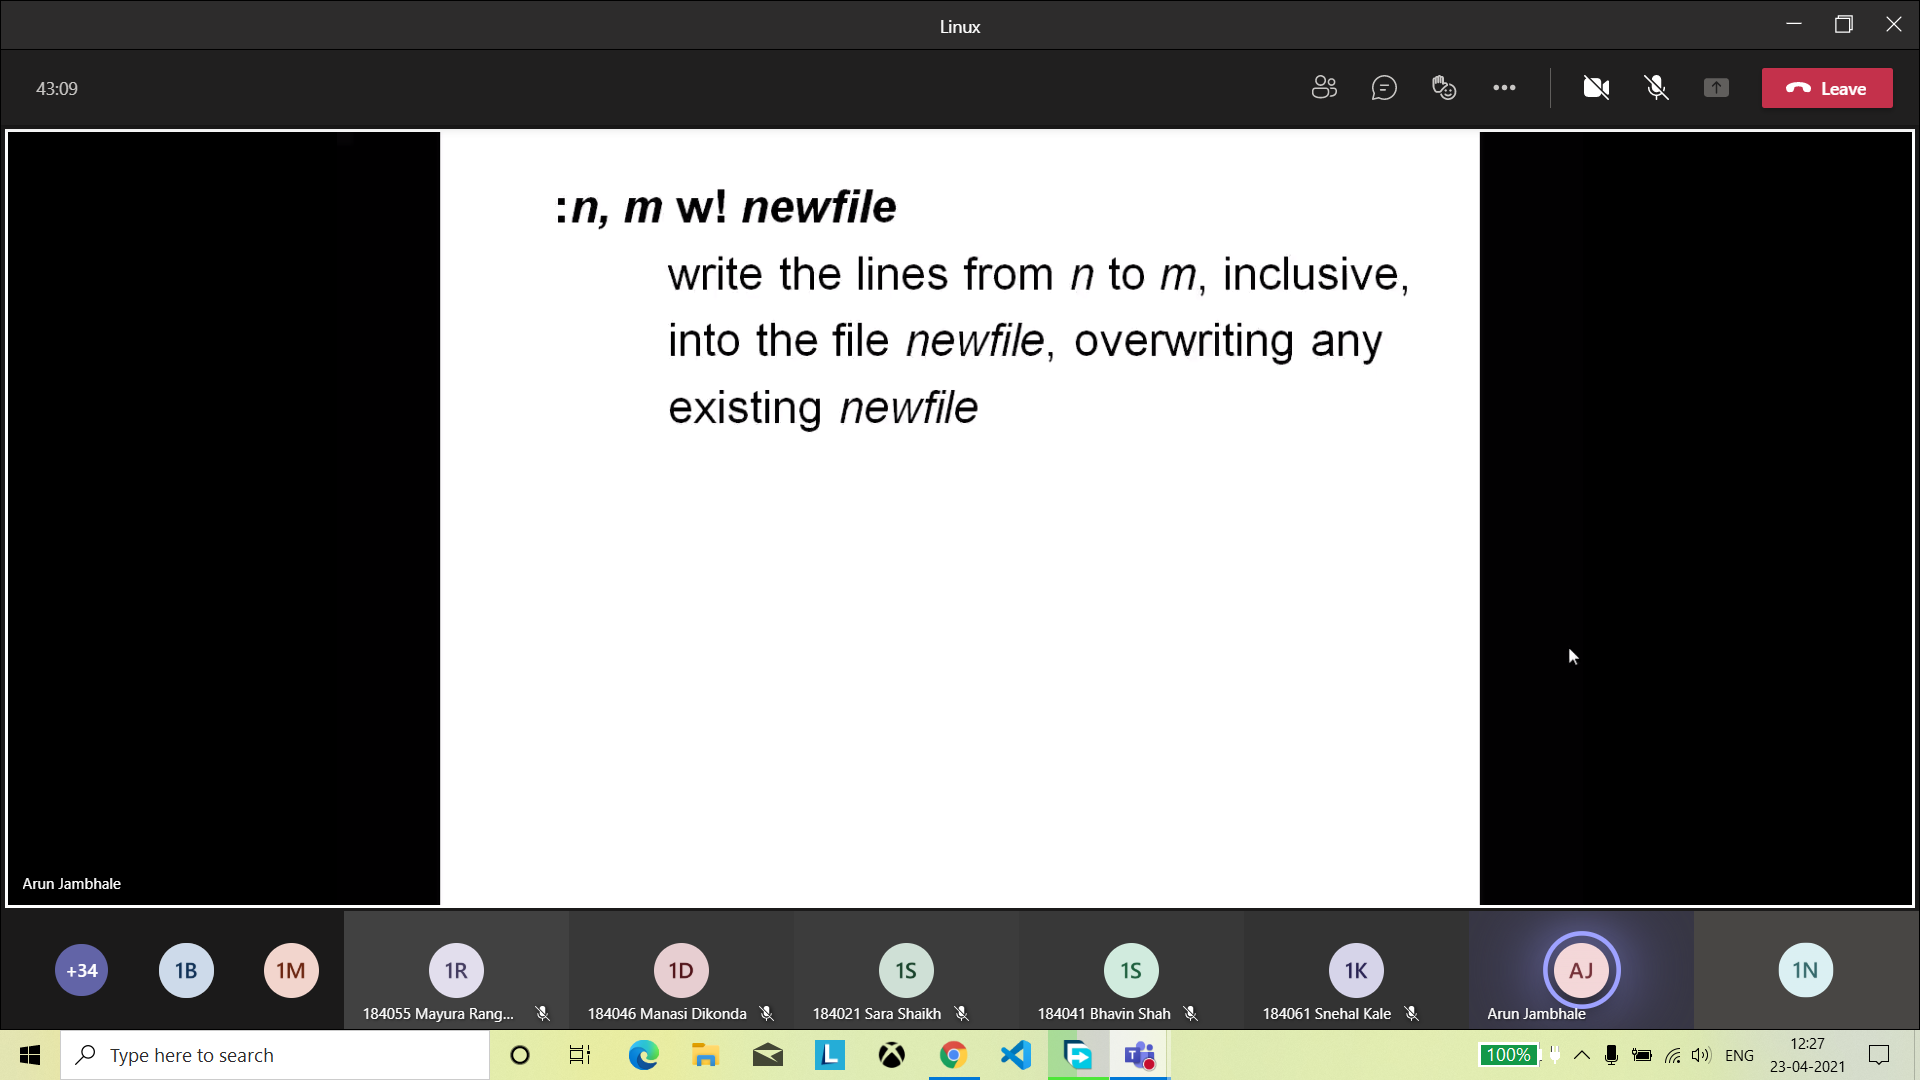 Linux
43:09
Leave
:n, m w! newfile
write the lines from n to m, inclusive,
into the file newfile, overwriting any
existing newfile
Arun Jambhale
+34
1B
1M
1R
1D
1S
1S
1K
AJ
1N
184055 Mayura Rang...
184046 Manasi Dikonda
184021 Sara Shaikh
184041 Bhavin Shah
184061 Snehal Kale
Arun Jambhale
Type here to search
L
T
100%
ENG
12:27
23-04-2021